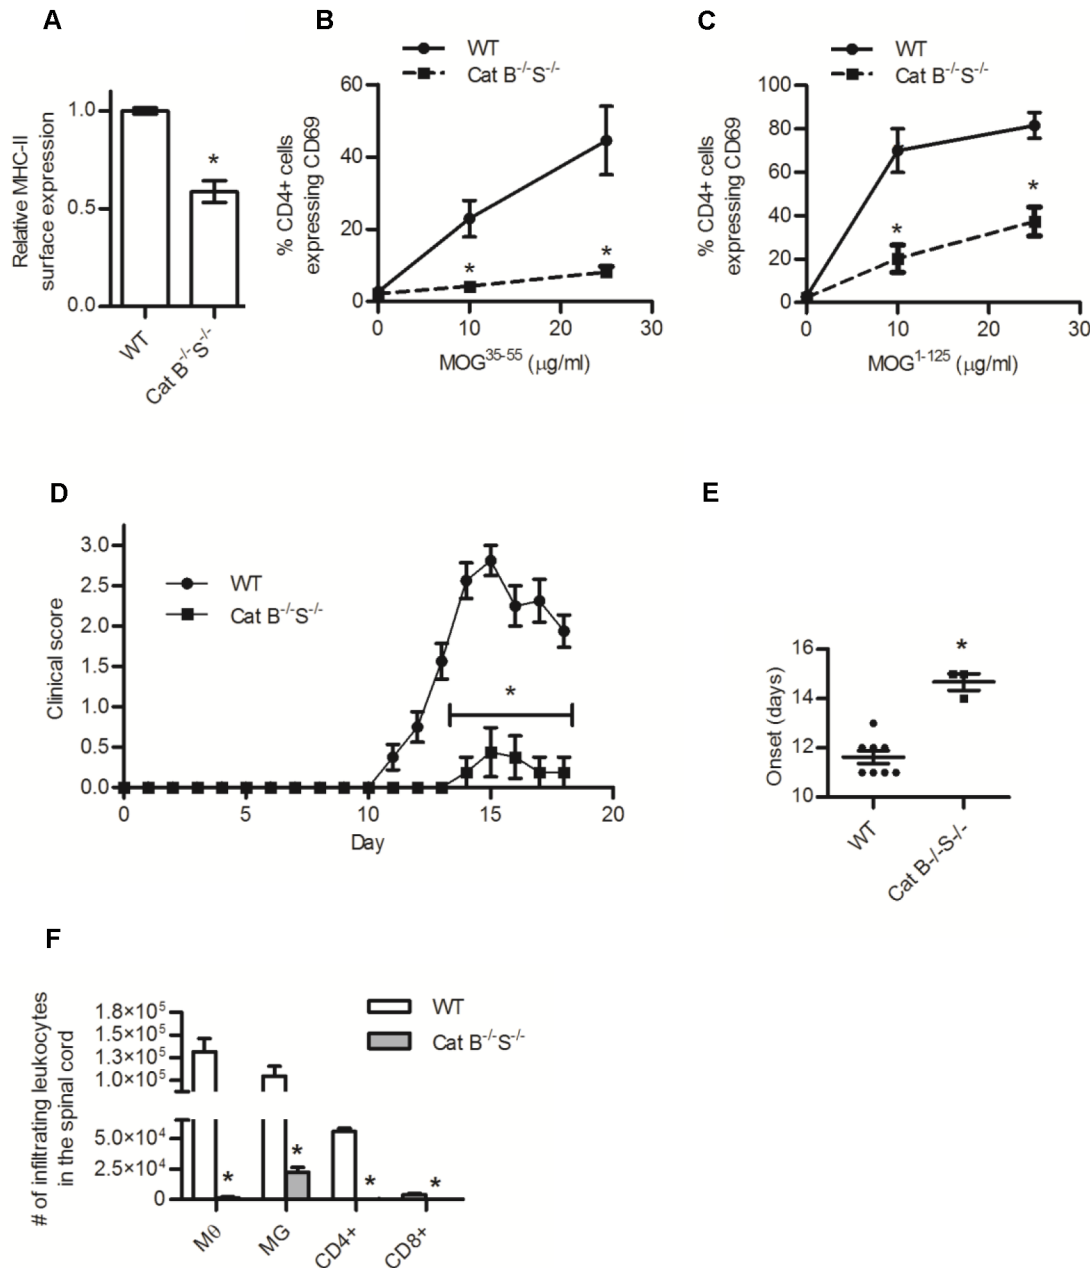 A
Relative MHC-II
surface expression
1.0
0.5
0.0
*
WT
Cat B-/-S-/-
B
WT
Cat B-/-S-/-
% CD4+ cells
expressing CD69
60
40
20
0
*
*
0
10
20
30
MOG35-55 (μg/ml)
C
WT
Cat B-/-S-/-
% CD4+ cells
expressing CD69
100
80
60
40
20
0
*
*
0
10
20
30
MOG1-125 (μg/ml)
D
Clinical score
3.0
2.5
2.0
1.5
1.0
0.5
0.0
WT
Cat B-/-S-/-
*
0
5
10
15
20
Day
E
Onset (days)
16
14
12
10
*
WT
Cat B-/-S-/-
F
# of infiltrating leukocytes
in the spinal cord
1.8×10⁵
1.5×10⁵
1.3×10⁵
1.0×10⁵
5.0×10⁴
2.5×10⁴
0
WT
Cat B-/-S-/-
*
*
*
*
Mθ
MG
CD4+
CD8+